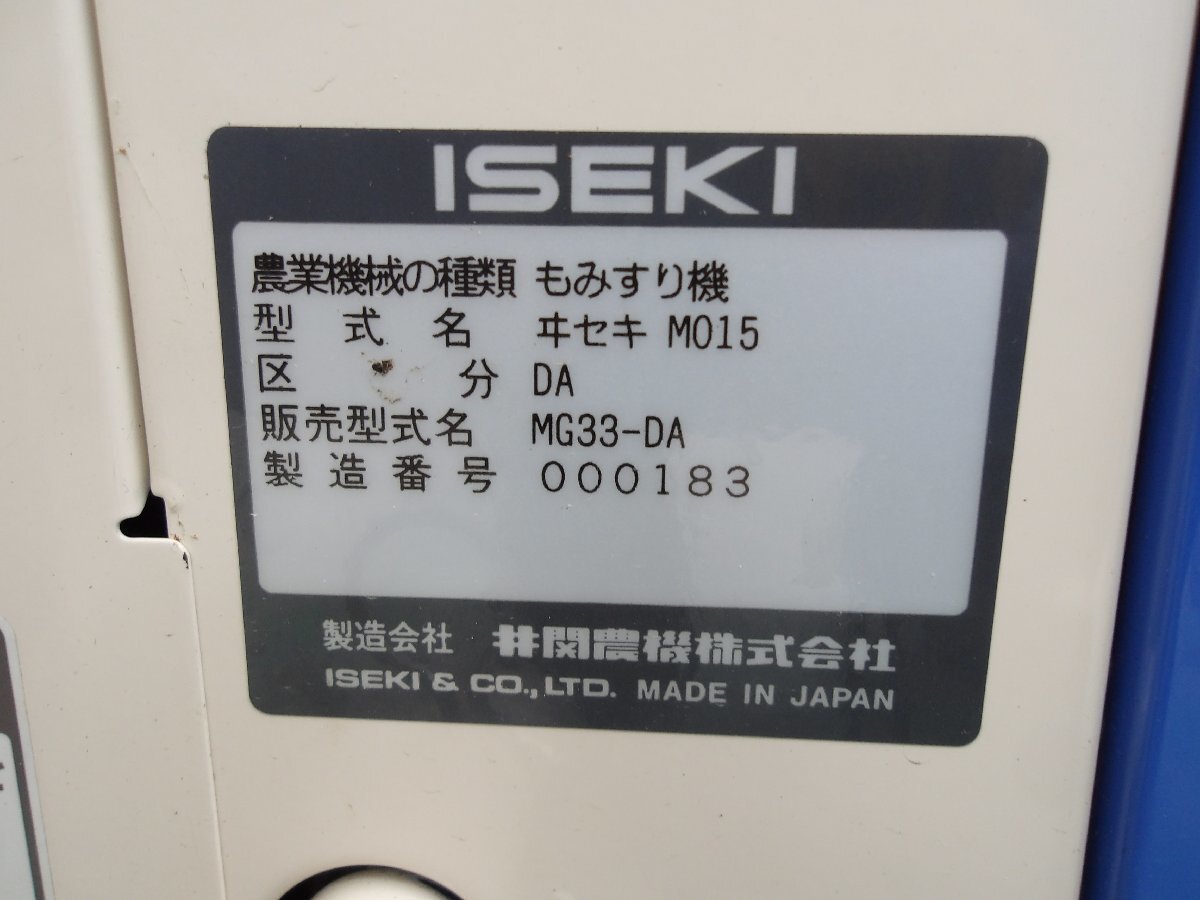 ISEKI
農業機械の種類 もみすり機
型式名 ヰセキ MO15
区分 DA
販売型式名 MG33-DA
製造番号 000183
製造会社 井関農機株式会社
ISEKI & CO., LTD. MADE IN JAPAN